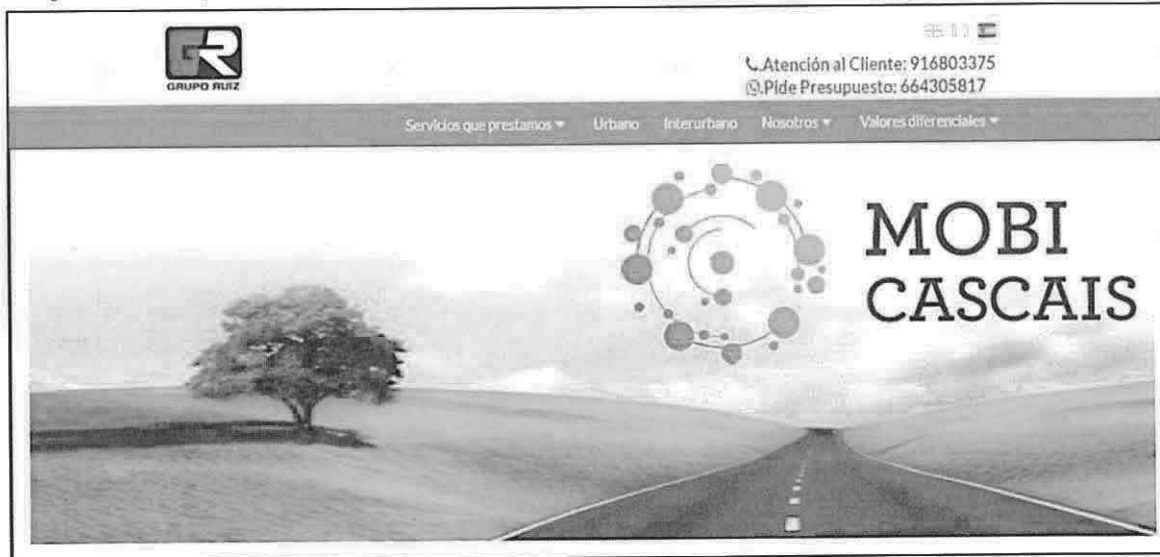 GR
GRUPO RUIZ
Atención al Cliente: 916803375
Pide Presupuesto: 664305817
Servicios que prestamos Urbano Interurbano Nosotros Valores diferenciales
MOBI
CASCAIS